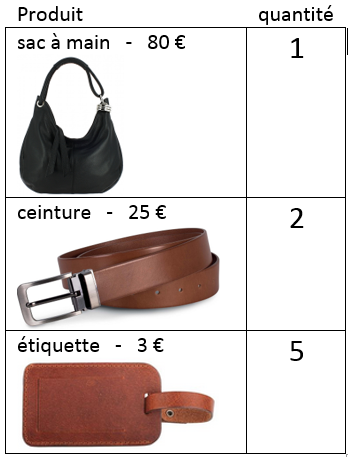 Produit quantité
sac à main - 80 € 1
ceinture - 25 € 2
étiquette - 3 € 5